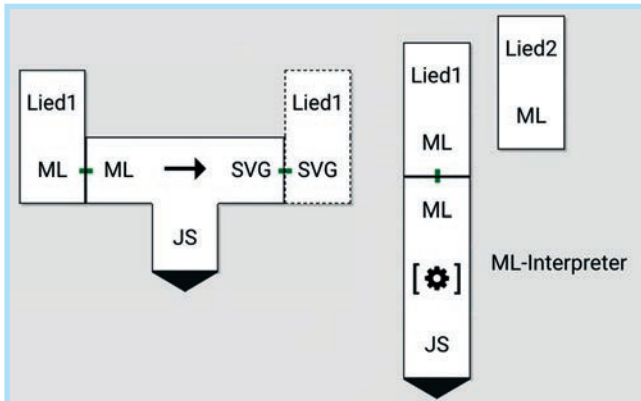 Lied1
ML
ML
SVG
SVG
Lied1
JS
Lied1
ML
ML
JS
Lied2
ML
ML-Interpreter